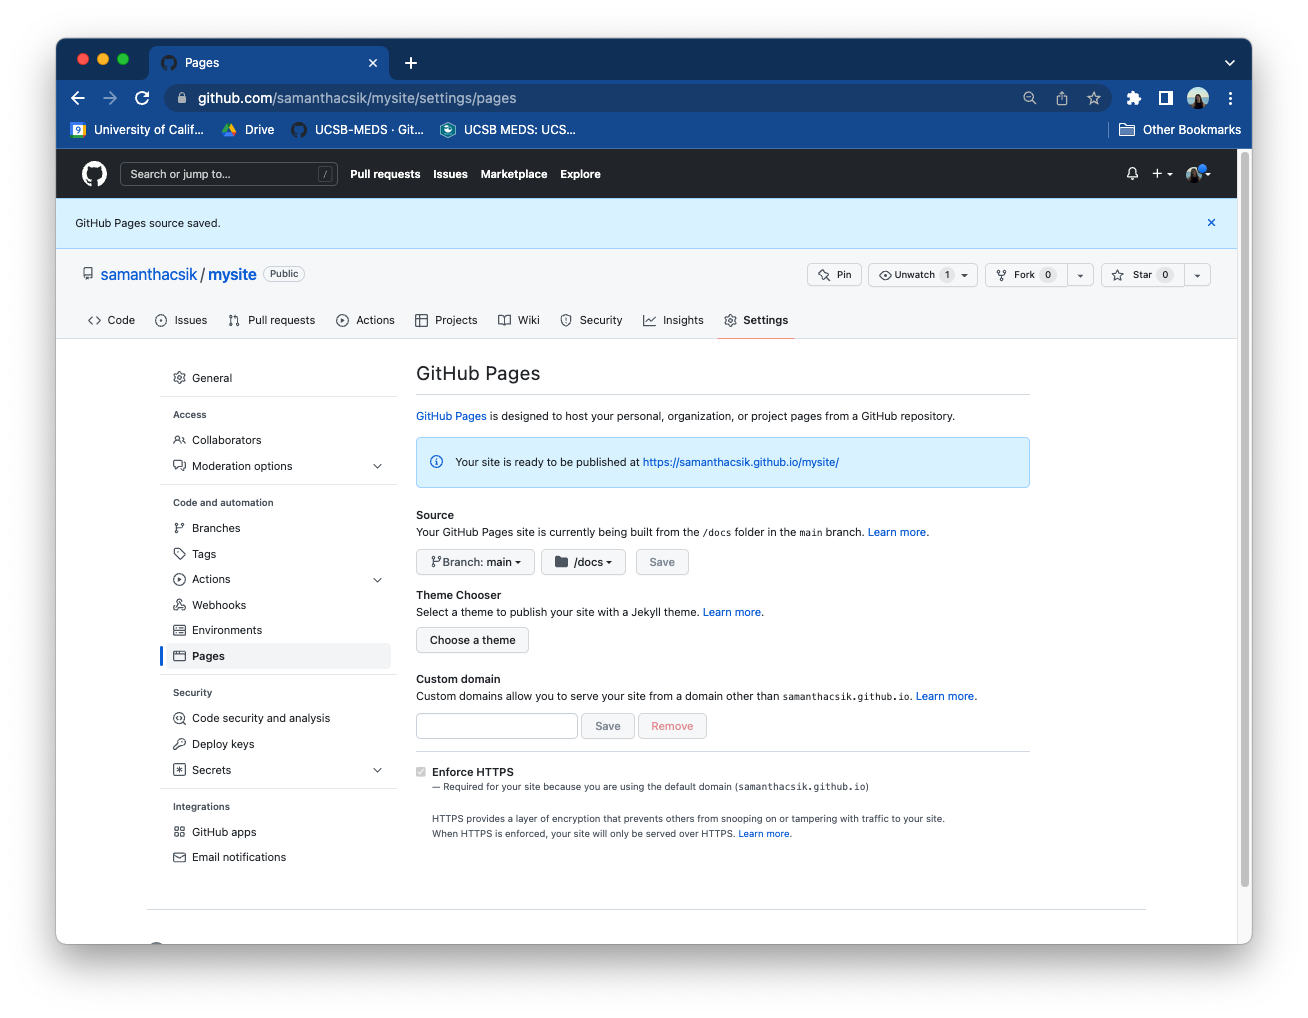 Pages
github.com/samanthacsik/mysite/settings/pages
9 University of Calif... Drive UCSB-MEDS · Git... UCSB MEDS: UCS... Other Bookmarks
Search or jump to... / Pull requests Issues Marketplace Explore
GitHub Pages source saved.
samanthacsik / mysite Public Pin Unwatch 1 Fork 0 Star 0
Code Issues Pull requests Actions Projects Wiki Security Insights Settings
General
Access
Collaborators
Moderation options
Code and automation
Branches
Tags
Actions
Webhooks
Environments
Pages
Security
Code security and analysis
Deploy keys
Secrets
Integrations
GitHub apps
Email notifications
GitHub Pages
GitHub Pages is designed to host your personal, organization, or project pages from a GitHub repository.
Your site is ready to be published at https://samanthacsik.github.io/mysite/
Source
Your GitHub Pages site is currently being built from the /docs folder in the main branch. Learn more.
Branch: main /docs Save
Theme Chooser
Select a theme to publish your site with a Jekyll theme. Learn more.
Choose a theme
Custom domain
Custom domains allow you to serve your site from a domain other than samanthacsik.github.io. Learn more.
Save Remove
Enforce HTTPS
— Required for your site because you are using the default domain (samanthacsik.github.io)
HTTPS provides a layer of encryption that prevents others from snooping on or tampering with traffic to your site.
When HTTPS is enforced, your site will only be served over HTTPS. Learn more.